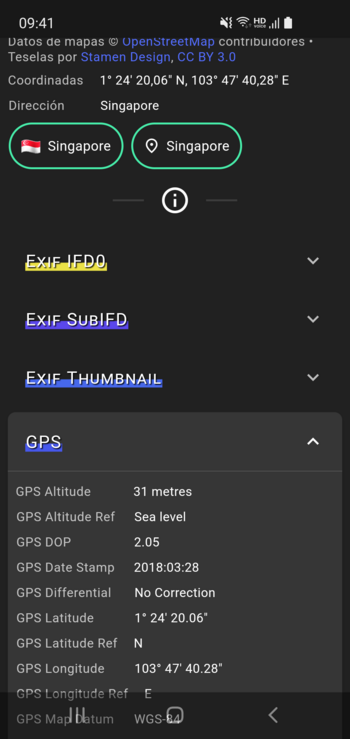 09:41
HD
Datos de mapas © OpenStreetMap contribuidores •
Teselas por Stamen Design, CC BY 3.0
Coordinadas 1° 24' 20,06" N, 103° 47' 40,28" E
Dirección Singapore
Singapore Singapore
Exif IFD0
Exif SubIFD
Exif Thumbnail
GPS
GPS Altitude 31 metres
GPS Altitude Ref Sea level
GPS DOP 2.05
GPS Date Stamp 2018:03:28
GPS Differential No Correction
GPS Latitude 1° 24' 20.06"
GPS Latitude Ref N
GPS Longitude 103° 47' 40.28"
GPS Longitude Ref E
GPS Map Datum WGS-84